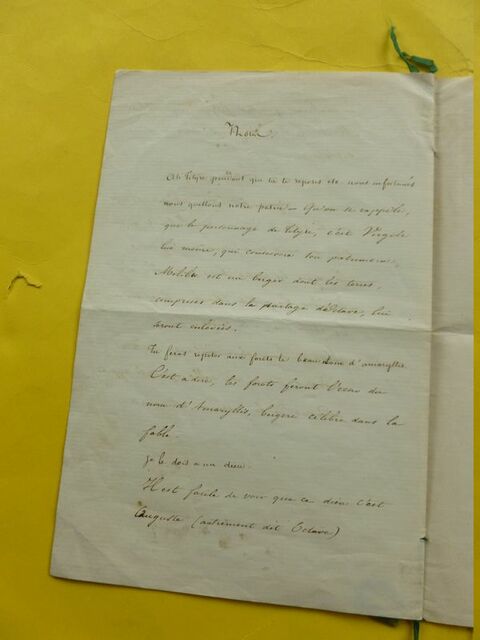 Ah Tityre pendant que tu te reposes etc. nous infortunés
nous quittons notre patrie - Qu'on se rappelle,
que le personnage de Tityre, c'est Virgile
lui même, qui conserva son patrimoine,
Mélibée est un berger dont les terres,
comprises dans le partage d'Octave, lui
seront enlevées.
Tu feras répéter aux forêts le beau nom d'amaryllis
C'est à dire, les forêts feront l'écho du
nom d'Amaryllis, bergère célèbre dans la
fable.
je le dois a un dieu.
Il est facile de voir que ce dieu c'est
Auguste (autrement dit Octave)